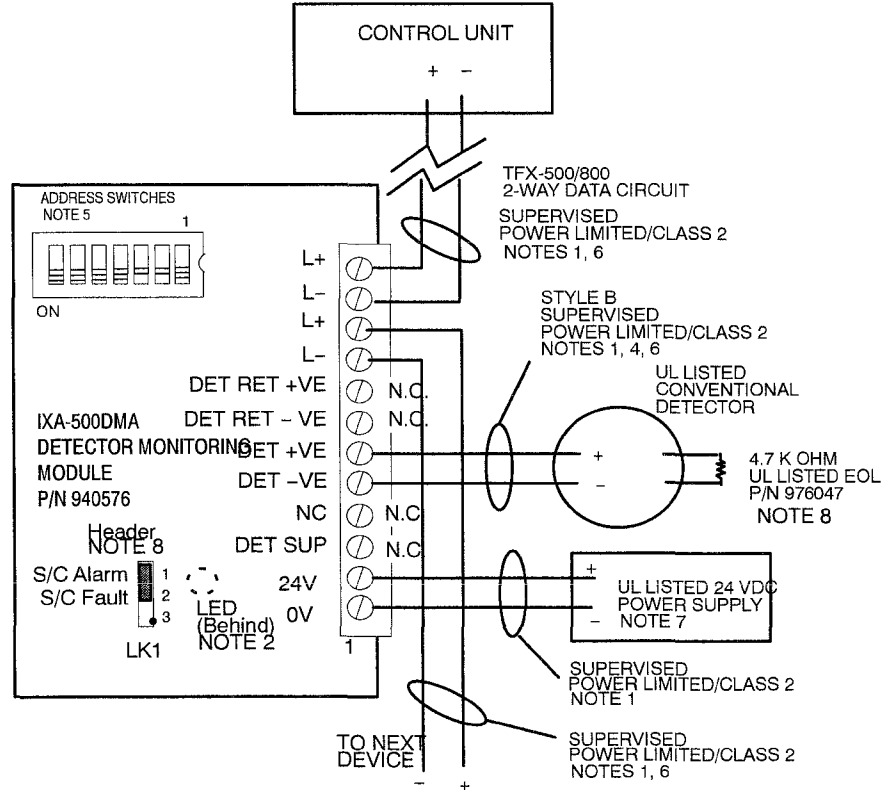 CONTROL UNIT
+ −
TFX-500/800
2-WAY DATA CIRCUIT
SUPERVISED
POWER LIMITED/CLASS 2
NOTES 1, 6
ADDRESS SWITCHES
NOTE 5
1
ON
L+
L−
L+
L−
DET RET +VE
N.C.
DET RET − VE
N.C.
DET +VE
DET −VE
NC
N.C
DET SUP
N.C
24V
0V
1
IXA-500DMA
DETECTOR MONITORING
MODULE
P/N 940576
Header
NOTE 8
S/C Alarm
1
S/C Fault
2
3
LK1
LED
(Behind)
NOTE 2
STYLE B
SUPERVISED
POWER LIMITED/CLASS 2
NOTES 1, 4, 6
UL LISTED
CONVENTIONAL
DETECTOR
+
−
4.7 K OHM
UL LISTED EOL
P/N 976047
NOTE 8
+
−
UL LISTED 24 VDC
POWER SUPPLY
NOTE 7
SUPERVISED
POWER LIMITED/CLASS 2
NOTE 1
SUPERVISED
POWER LIMITED/CLASS 2
NOTES 1, 6
TO NEXT
DEVICE
− +